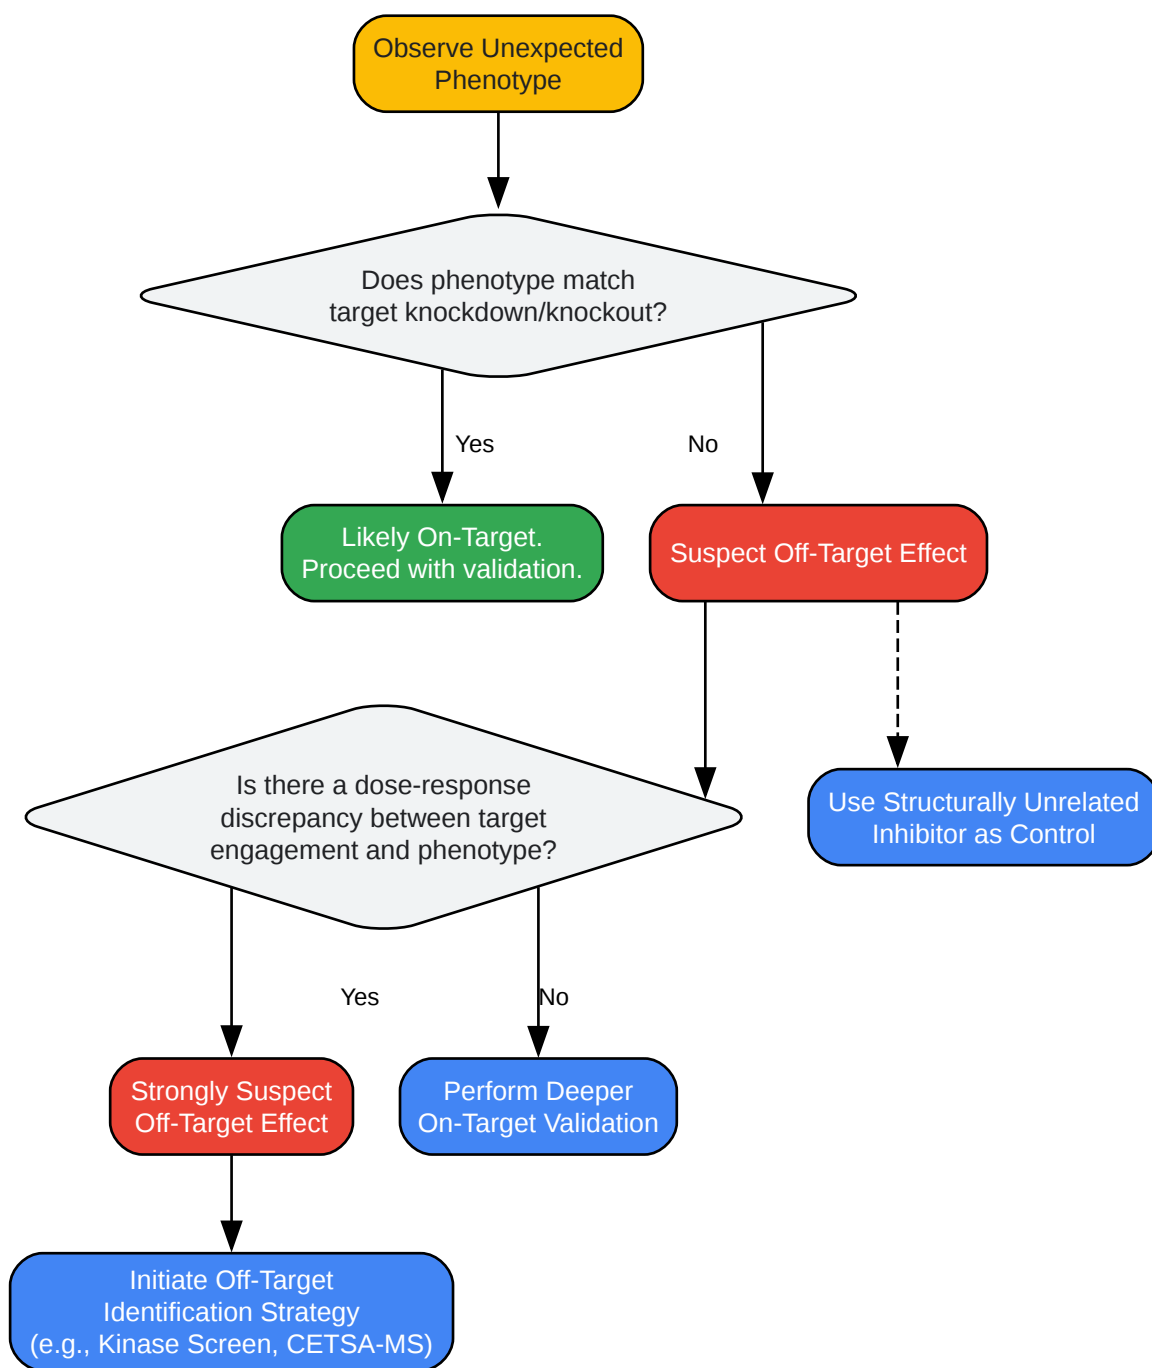 Observe Unexpected
Phenotype
Does phenotype match
target knockdown/knockout?
Yes
No
Likely On-Target.
Proceed with validation.
Suspect Off-Target Effect
Is there a dose-response
discrepancy between target
engagement and phenotype?
Use Structurally Unrelated
Inhibitor as Control
Yes
No
Strongly Suspect
Off-Target Effect
Perform Deeper
On-Target Validation
Initiate Off-Target
Identification Strategy
(e.g., Kinase Screen, CETSA-MS)